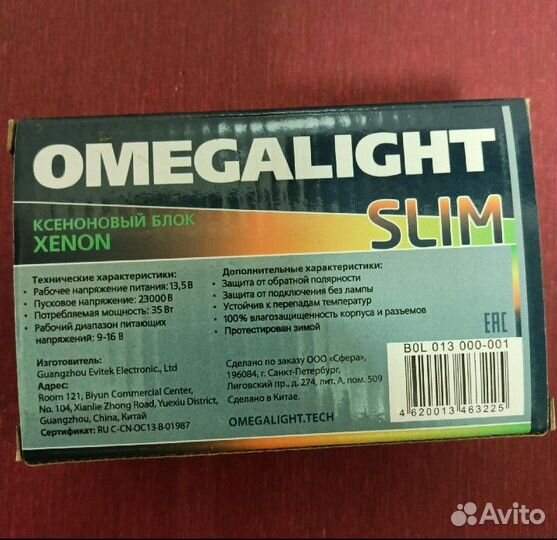 OMEGALIGHT
SLIM
КСЕНОНОВЫЙ БЛОК
XENON
Технические характеристики:
• Рабочее напряжение питания: 13,5 В
• Пусковое напряжение: 23000 В
• Потребляемая мощность: 35 Вт
• Рабочий диапазон питающих
напряжений: 9-16 В
Изготовитель:
Guangzhou Evitek Electronic., Ltd
Адрес:
Room 121, Biyun Commercial Center,
No. 104, Xianlie Zhong Road, Yuexiu District,
Guangzhou, China, Китай
Сертификат: RU C-CN-OC13-B-01987
Дополнительные характеристики:
• Защита от обратной полярности
• Защита от подключения без лампы
• Устойчив к перепадам температур
• 100% влагозащищенность корпуса и разъемов
• Протестирован зимой
Сделано по заказу ООО «Сфера»,
196084, г. Санкт-Петербург,
Лиговский пр., д. 274, лит. А, пом. 509
Сделано в Китае.
OMEGALIGHT.TECH
EAC
B0L 013 000-001
4 620013 463225
Avito